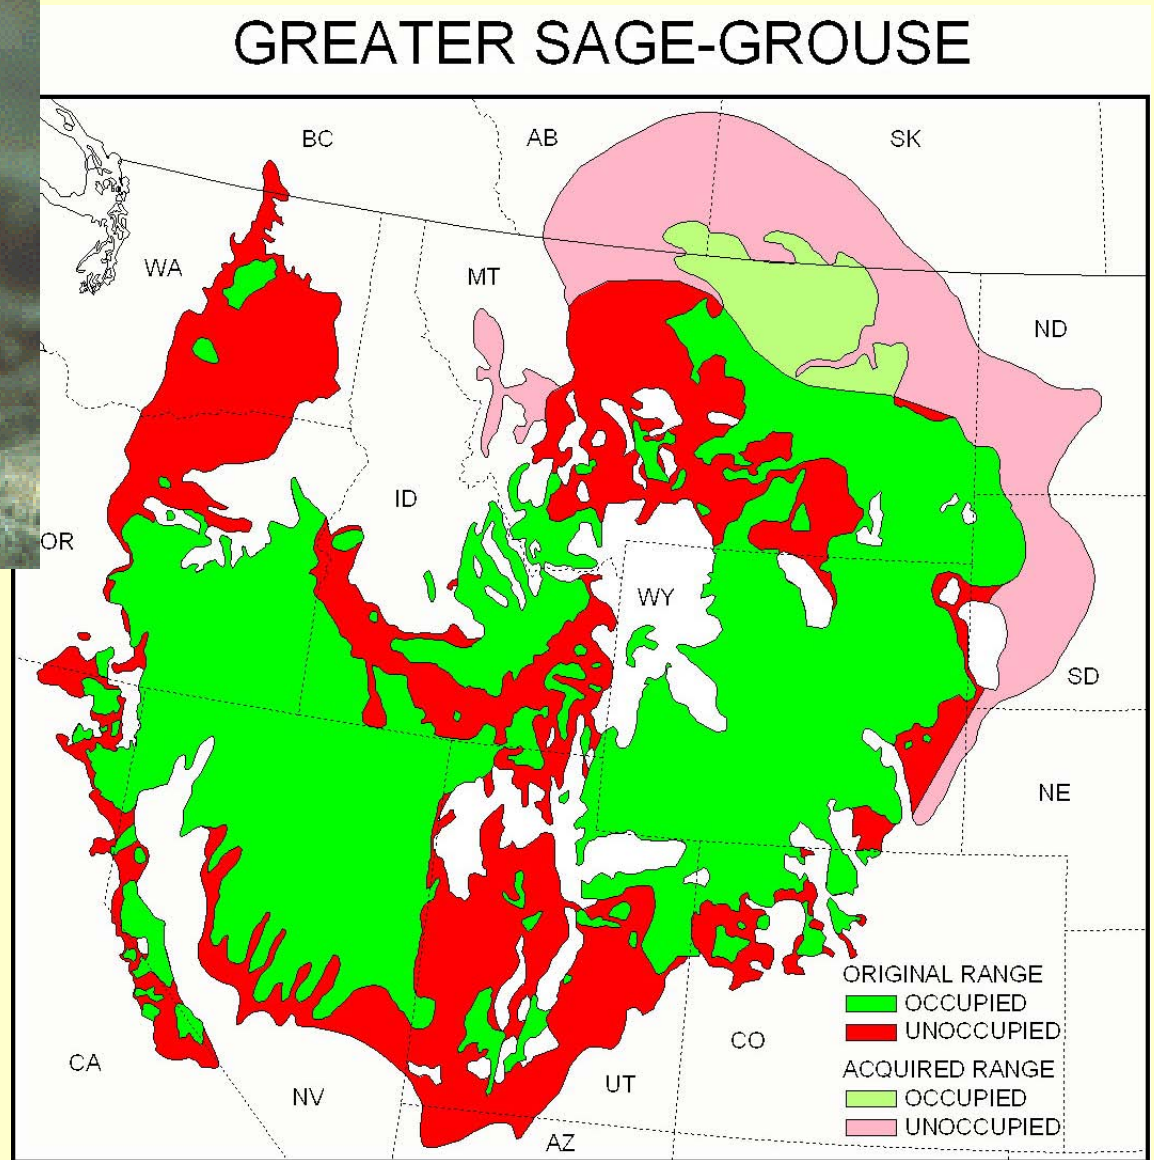 GREATER SAGE-GROUSE
BC
AB
SK
WA
MT
ND
ID
OR
WY
SD
NE
ORIGINAL RANGE
OCCUPIED
UNOCCUPIED
CO
ACQUIRED RANGE
CA
UT
OCCUPIED
NV
UNOCCUPIED
AZ